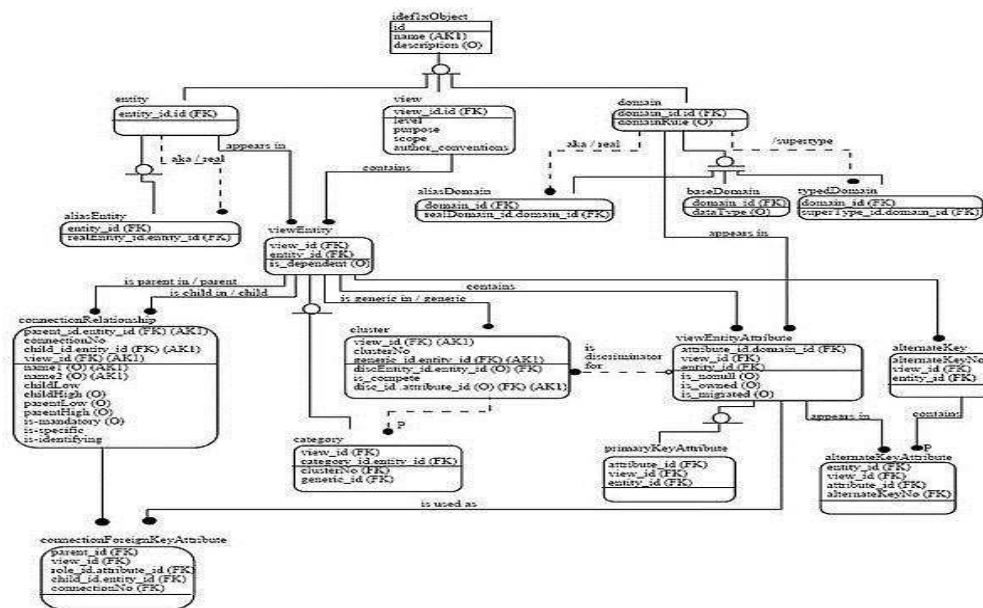 idef1xObject
id
name (AK1)
description (O)
entity
entity_id.id (FK)
view
view_id.id (FK)
level
purpose
scope
author_conventions
domain
domain_id.id (FK)
domainRule (O)
appears in
aka / real
contains
aka / real
/supertype
aliasEntity
entity_id (FK)
realEntity_id.entity_id (FK)
aliasDomain
domain_id (FK)
realDomain_id.domain_id (FK)
baseDomain
domain_id (FK)
dataType (O)
typedDomain
domain_id (FK)
superType_id.domain_id (FK)
viewEntity
view_id (FK)
entity_id (FK)
is_dependent (O)
appears in
is parent in / parent
is child in / child
is generic in / generic
contains
connectionRelationship
parent_id.entity_id (FK) (AK1)
connectionNo
child_id.entity_id (FK) (AK1)
view_id (FK) (AK1)
name1 (O) (AK1)
name2 (O) (AK1)
childLow
childHigh (O)
parentLow (O)
parentHigh (O)
is-mandatory (O)
is-specific
is-identifying
cluster
view_id (FK) (AK1)
clusterNo
generic_id.entity_id (FK) (AK1)
discEntity_id.entity_id (O) (FK)
is_compete
disc_id .attribute_id (O) (FK) (AK1)
is
discriminator
for
viewEntityAttribute
attribute_id.domain_id (FK)
view_id (FK)
entity_id (FK)
is_nonull (O)
is_owned (O)
is_migrated (O)
alternateKey
alternateKeyNo
view_id (FK)
entity_id (FK)
P
appears in
contains
P
category
view_id (FK)
category_id.entity_id (FK)
clusterNo (FK)
generic_id (FK)
primaryKeyAttribute
attribute_id (FK)
view_id (FK)
entity_id (FK)
alternateKeyAttribute
entity_id (FK)
view_id (FK)
attribute_id (FK)
alternateKeyNo (FK)
is used as
connectionForeignKeyAttribute
parent_id (FK)
view_id (FK)
role_id.attribute_id (FK)
child_id.entity_id (FK)
connectionNo (FK)